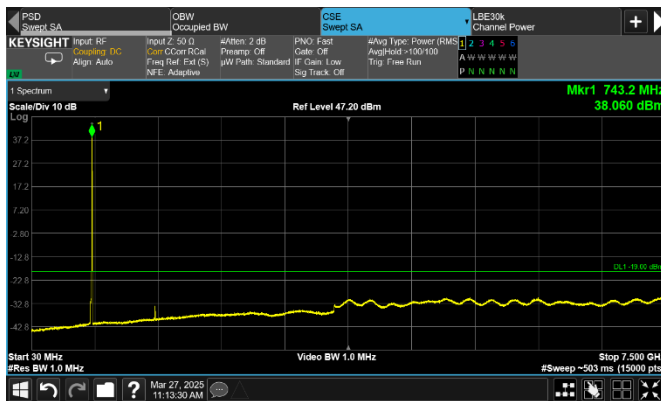 PSD
Swept SA
OBW
Occupied BW
CSE
Swept SA
LBE30k
Channel Power
KEYSIGHT
Input: RF
Coupling: DC
Align: Auto
Input Z: 50 Ω
Corr CCorr RCal
Freq Ref: Ext (S)
NFE: Adaptive
#Atten: 2 dB
Preamp: Off
µW Path: Standard
PNO: Fast
Gate: Off
IF Gain: Low
Sig Track: Off
#Avg Type: Power (RMS
Avg|Hold:>100/100
Trig: Free Run
1 2 3 4 5 6
A W W W W W
P N N N N N
1 Spectrum
Scale/Div 10 dB
Ref Level 47.20 dBm
Mkr1 743.2 MHz
38.060 dBm
Log
1
37.2
27.2
17.2
7.20
-2.80
-12.8
-22.8
-32.8
-42.8
Start 30 MHz
#Res BW 1.0 MHz
Video BW 1.0 MHz
Stop 7.500 GH
#Sweep ~503 ms (15000 pts
Mar 27, 2025
11:13:30 AM